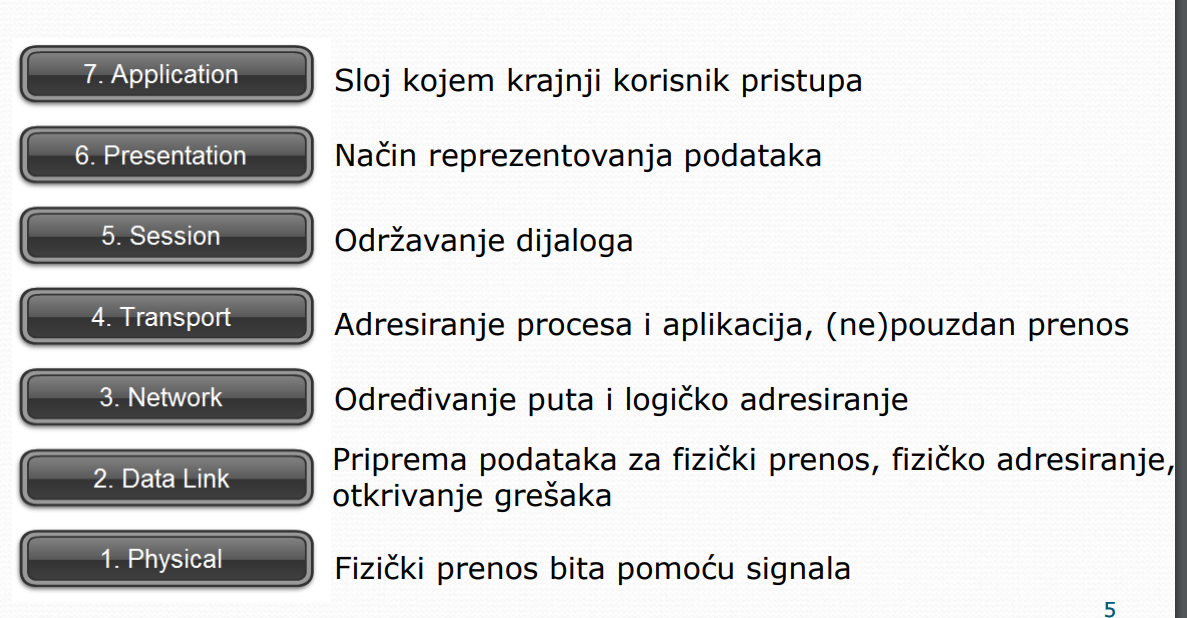 7. Application
Sloj kojem krajnji korisnik pristupa
6. Presentation
Način reprezentovanja podataka
5. Session
Održavanje dijaloga
4. Transport
Adresiranje procesa i aplikacija, (ne)pouzdan prenos
3. Network
Određivanje puta i logičko adresiranje
2. Data Link
Priprema podataka za fizički prenos, fizičko adresiranje,
otkrivanje grešaka
1. Physical
Fizički prenos bita pomoću signala
5